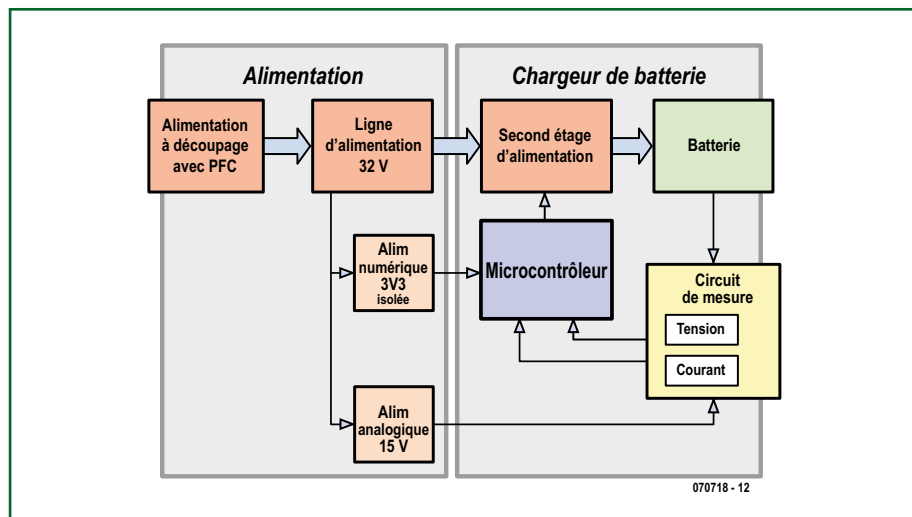 Alimentation
Chargeur de batterie
Alimentation
à découpage
avec PFC
Ligne
d'alimentation
32 V
Second étage
d'alimentation
Batterie
Alim
numérique
3V3
isolée
Microcontrôleur
Circuit
de mesure
Tension
Courant
Alim
analogique
15 V
070718 - 12